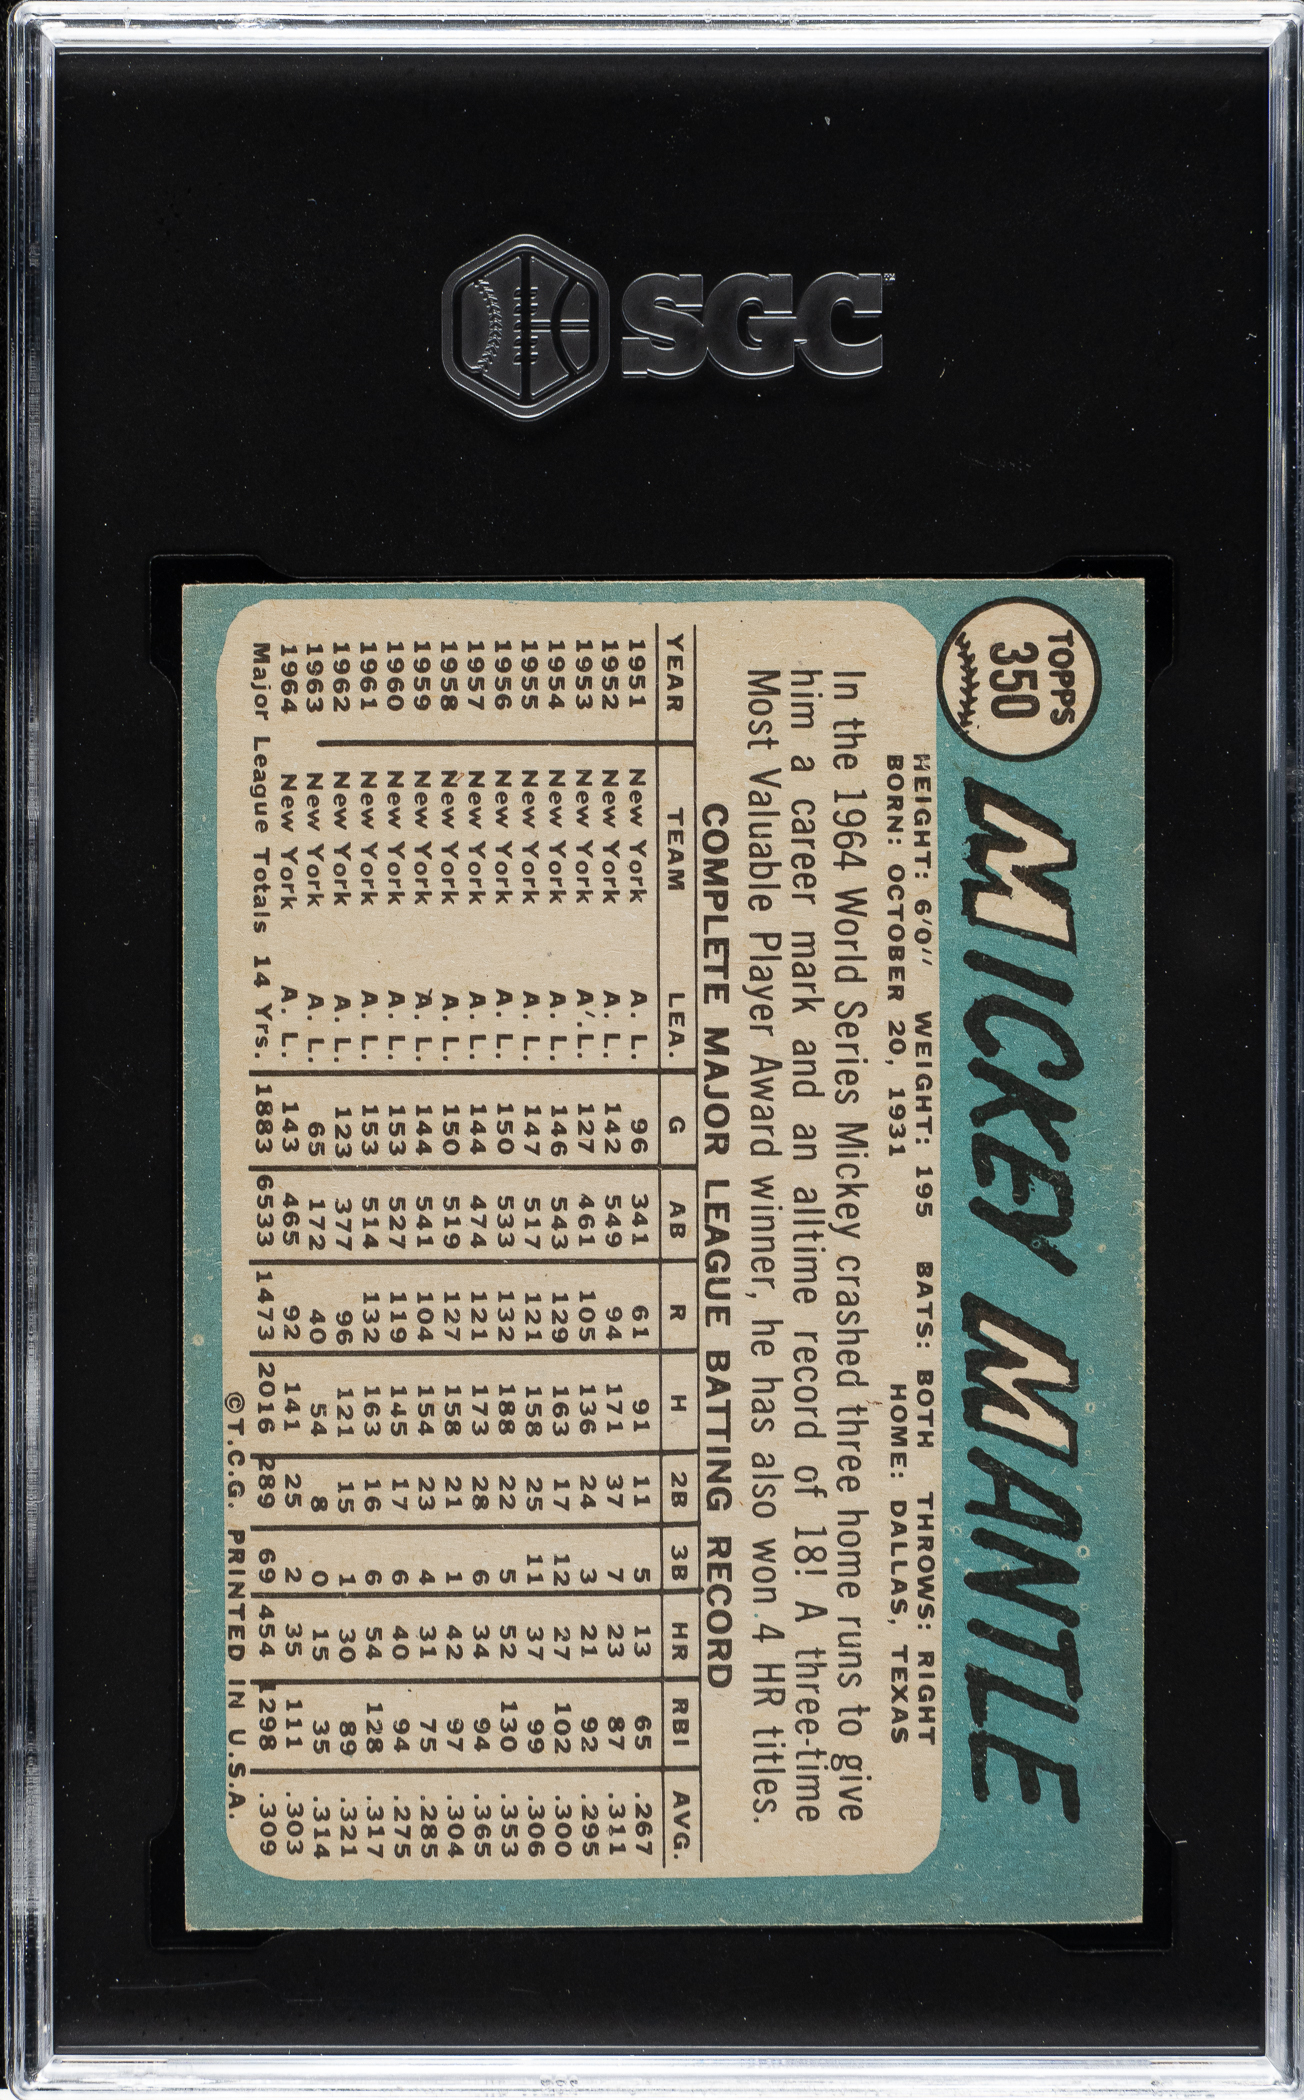 SGC
TOPPS
350
MICKEY MANTLE
HEIGHT: 6'0" WEIGHT: 195 BATS: BOTH THROWS: RIGHT
BORN: OCTOBER 20, 1931 HOME: DALLAS, TEXAS
In the 1964 World Series Mickey crashed three home runs to give
him a career mark and an alltime record of 18! A three-time
Most Valuable Player Award winner, he has also won 4 HR titles.
COMPLETE MAJOR LEAGUE BATTING RECORD
YEAR TEAM LEA. G AB R H 2B 3B HR RBI AVG.
1951 New York A. L. 96 341 61 91 11 5 13 65 .267
1952 New York A. L. 142 549 94 171 37 7 23 87 .311
1953 New York A. L. 127 461 105 136 24 3 21 92 .295
1954 New York A. L. 146 543 129 163 17 12 27 102 .300
1955 New York A. L. 147 517 121 158 25 11 37 99 .306
1956 New York A. L. 150 533 132 188 22 5 52 130 .353
1957 New York A. L. 144 474 121 173 28 6 34 94 .365
1958 New York A. L. 150 519 127 158 21 1 42 97 .304
1959 New York A. L. 144 541 104 154 23 4 31 75 .285
1960 New York A. L. 153 527 119 145 17 6 40 94 .275
1961 New York A. L. 153 514 132 163 16 6 54 128 .317
1962 New York A. L. 123 377 96 121 15 1 30 89 .321
1963 New York A. L. 65 172 40 54 8 0 15 35 .314
1964 New York A. L. 143 465 92 141 25 2 35 111 .303
Major League Totals 14 Yrs. 1883 6533 1473 2016 289 69 454 1298 .309
©T.C.G. PRINTED IN U.S.A.